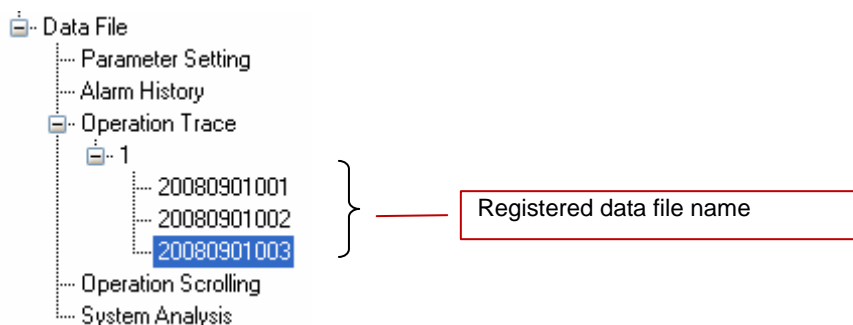 Data File
Parameter Setting
Alarm History
Operation Trace
1
20080901001
20080901002
20080901003
Registered data file name
Operation Scrolling
System Analysis